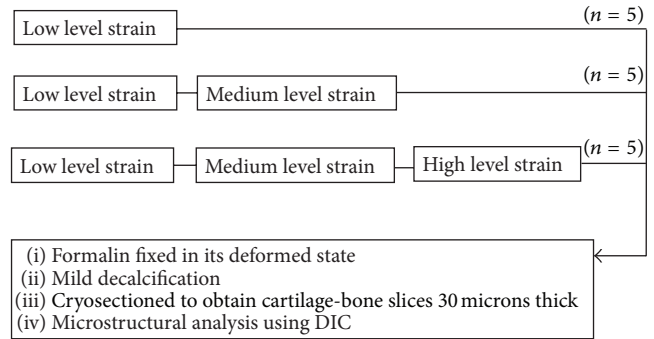 (n = 5)
Low level strain
(n = 5)
Low level strain Medium level strain
(n = 5)
Low level strain Medium level strain High level strain
(i) Formalin fixed in its deformed state
(ii) Mild decalcification
(iii) Cryosectioned to obtain cartilage-bone slices 30 microns thick
(iv) Microstructural analysis using DIC